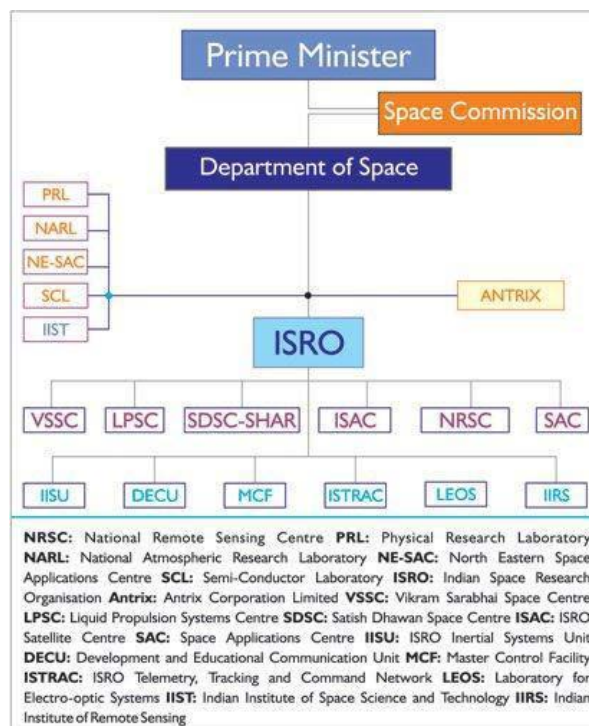 Prime Minister
Space Commission
Department of Space
PRL
NARL
NE-SAC
SCL
IIST
ANTRIX
ISRO
VSSC LPSC SDSC-SHAR ISAC NRSC SAC
IISU DECU MCF ISTRAC LEOS IIRS
NRSC: National Remote Sensing Centre PRL: Physical Research Laboratory
NARL: National Atmospheric Research Laboratory NE-SAC: North Eastern Space
Applications Centre SCL: Semi-Conductor Laboratory ISRO: Indian Space Research
Organisation Antrix: Antrix Corporation Limited VSSC: Vikram Sarabhai Space Centre
LPSC: Liquid Propulsion Systems Centre SDSC: Satish Dhawan Space Centre ISAC: ISRO
Satellite Centre SAC: Space Applications Centre IISU: ISRO Inertial Systems Unit
DECU: Development and Educational Communication Unit MCF: Master Control Facility
ISTRAC: ISRO Telemetry, Tracking and Command Network LEOS: Laboratory for
Electro-optic Systems IIST: Indian Institute of Space Science and Technology IIRS: Indian
Institute of Remote Sensing